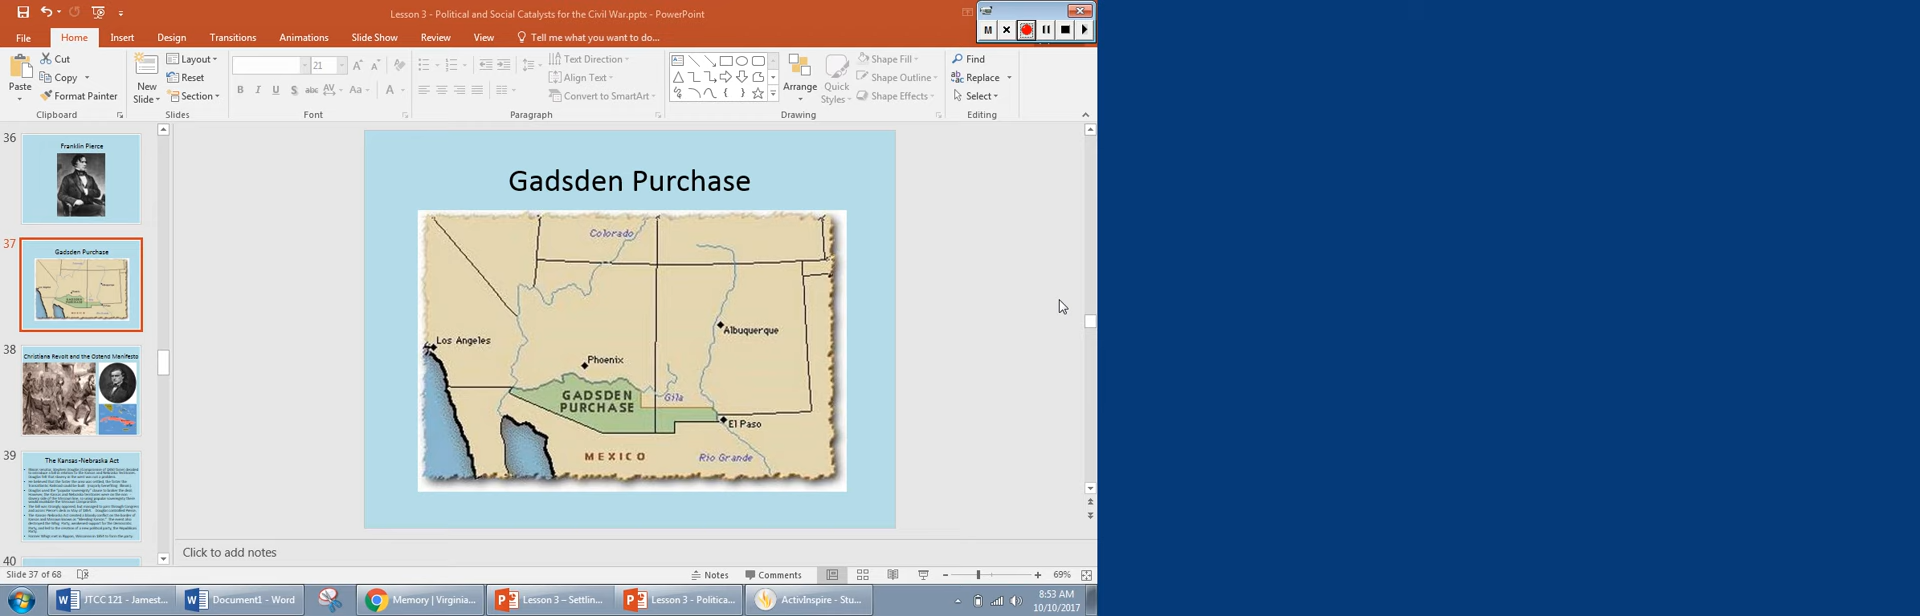 Lesson 3 - Political and Social Catalysts for the Civil War.pptx - PowerPoint
File Home Insert Design Transitions Animations Slide Show Review View Tell me what you want to do...
Paste
Cut
Copy
Format Painter
Clipboard
New Slide
Layout
Reset
Section
Slides
21
B I U S abc AV Aa A
Font
Text Direction
Align Text
Convert to SmartArt
Paragraph
Arrange
Quick Styles
Shape Fill
Shape Outline
Shape Effects
Drawing
Find
Replace
Select
Editing
M
36
Franklin Pierce
37
Gadsden Purchase
38
Christiana Revolt and the Ostend Manifesto
39
The Kansas-Nebraska Act
40
Gadsden Purchase
Colorado
Los Angeles
Albuquerque
Phoenix
GADSDEN
PURCHASE
Gila
El Paso
MEXICO
Rio Grande
Click to add notes
Slide 37 of 68
Notes Comments 69%
JTCC 121 - Jamest...
Document1 - Word
Memory | Virginia...
Lesson 3 – Settlin...
Lesson 3 - Politica...
ActivInspire - Stu...
8:53 AM
10/10/2017